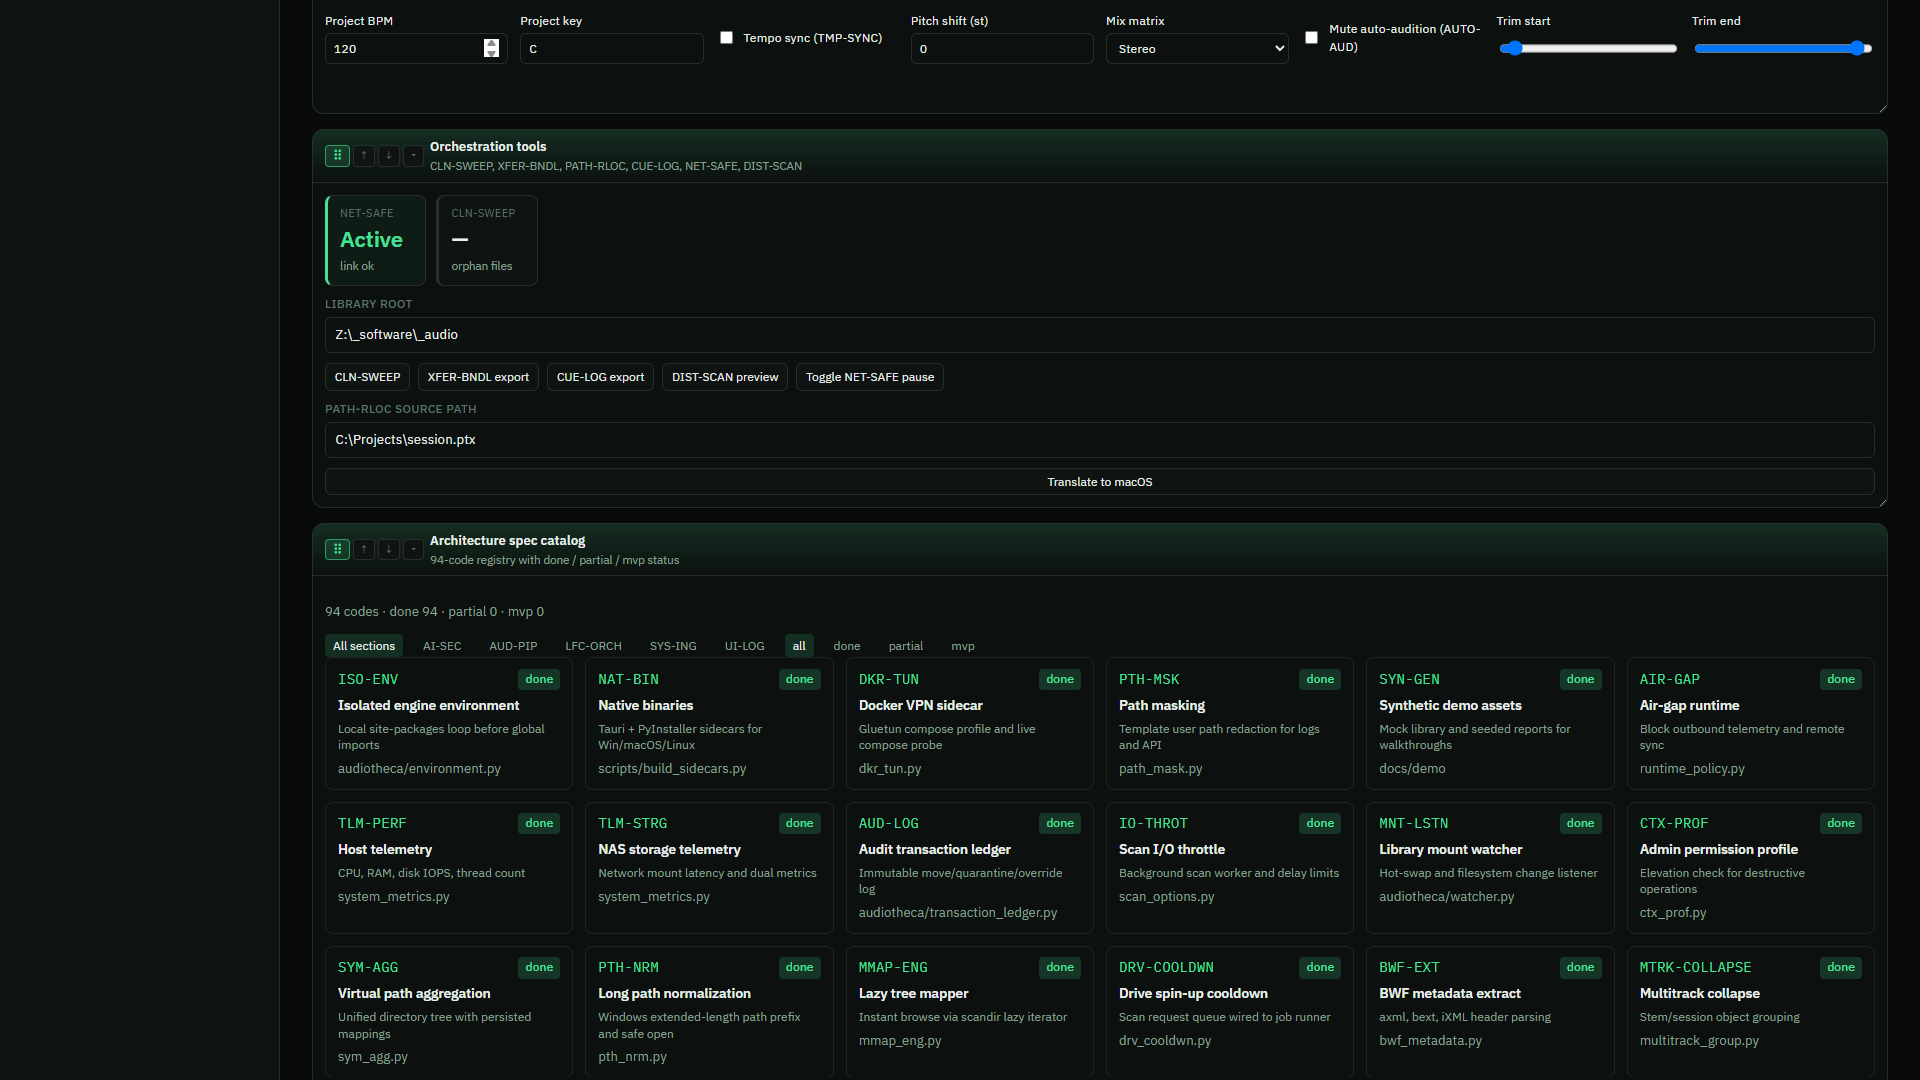 Project BPM
120
Project key
C
Tempo sync (TMP-SYNC)
Pitch shift (st)
0
Mix matrix
Stereo
Mute auto-audition (AUTO-
AUD)
Trim start
Trim end
Orchestration tools
CLN-SWEEP, XFER-BNDL, PATH-RLOC, CUE-LOG, NET-SAFE, DIST-SCAN
NET-SAFE
Active
link ok
CLN-SWEEP
—
orphan files
LIBRARY ROOT
Z:\_software\_audio
CLN-SWEEP
XFER-BNDL export
CUE-LOG export
DIST-SCAN preview
Toggle NET-SAFE pause
PATH-RLOC SOURCE PATH
C:\Projects\session.ptx
Translate to macOS
Architecture spec catalog
94-code registry with done / partial / mvp status
94 codes · done 94 · partial 0 · mvp 0
All sections AI-SEC AUD-PIP LFC-ORCH SYS-ING UI-LOG all done partial mvp
ISO-ENV done
Isolated engine environment
Local site-packages loop before global
imports
audiotheca/environment.py
NAT-BIN done
Native binaries
Tauri + PyInstaller sidecars for
Win/macOS/Linux
scripts/build_sidecars.py
DKR-TUN done
Docker VPN sidecar
Gluetun compose profile and live
compose probe
dkr_tun.py
PTH-MSK done
Path masking
Template user path redaction for logs
and API
path_mask.py
SYN-GEN done
Synthetic demo assets
Mock library and seeded reports for
walkthroughs
docs/demo
AIR-GAP done
Air-gap runtime
Block outbound telemetry and remote
sync
runtime_policy.py
TLM-PERF done
Host telemetry
CPU, RAM, disk IOPS, thread count
system_metrics.py
TLM-STRG done
NAS storage telemetry
Network mount latency and dual metrics
system_metrics.py
AUD-LOG done
Audit transaction ledger
Immutable move/quarantine/override
log
audiotheca/transaction_ledger.py
IO-THROT done
Scan I/O throttle
Background scan worker and delay limits
scan_options.py
MNT-LSTN done
Library mount watcher
Hot-swap and filesystem change listener
audiotheca/watcher.py
CTX-PROF done
Admin permission profile
Elevation check for destructive
operations
ctx_prof.py
SYM-AGG done
Virtual path aggregation
Unified directory tree with persisted
mappings
sym_agg.py
PTH-NRM done
Long path normalization
Windows extended-length path prefix
and safe open
pth_nrm.py
MMAP-ENG done
Lazy tree mapper
Instant browse via scandir lazy iterator
mmap_eng.py
DRV-COOLDWN done
Drive spin-up cooldown
Scan request queue wired to job runner
drv_cooldwn.py
BWF-EXT done
BWF metadata extract
axml, bext, iXML header parsing
bwf_metadata.py
MTRK-COLLAPSE done
Multitrack collapse
Stem/session object grouping
multitrack_group.py